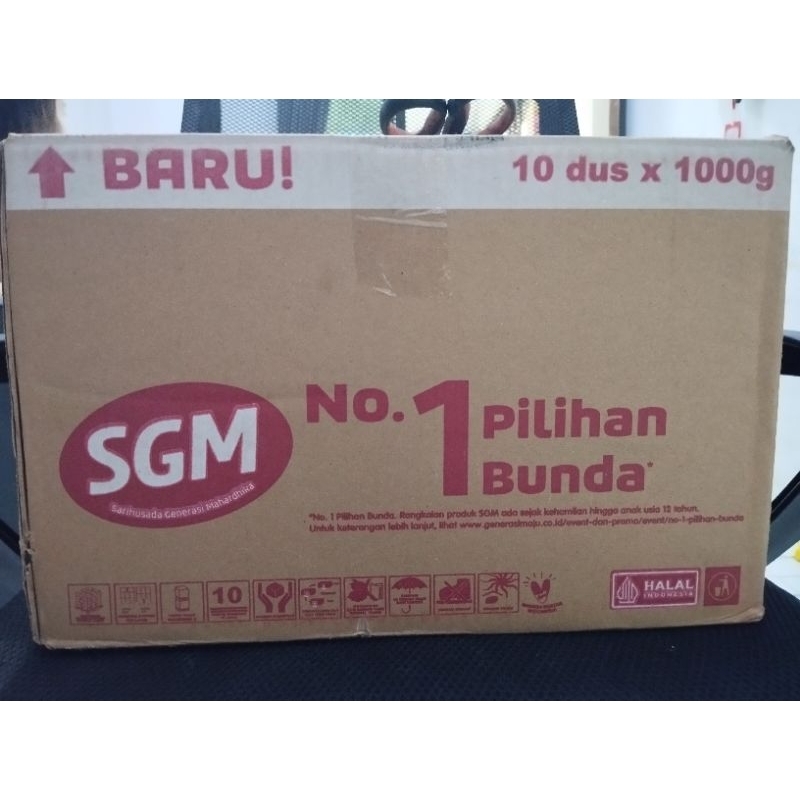 BARU!
10 dus x 1000g
SGM
Sarihusada Generasi Mahardhika
No. 1 Pilihan
Bunda*
*No. 1 Pilihan Bunda. Rangkaian produk SGM ada sejak kehamilan hingga anak usia 12 tahun.
Untuk keterangan lebih lanjut, lihat www.generasimaju.co.id/event-dan-promo/event/no-1-pilihan-bunda
10
HALAL
INDONESIA